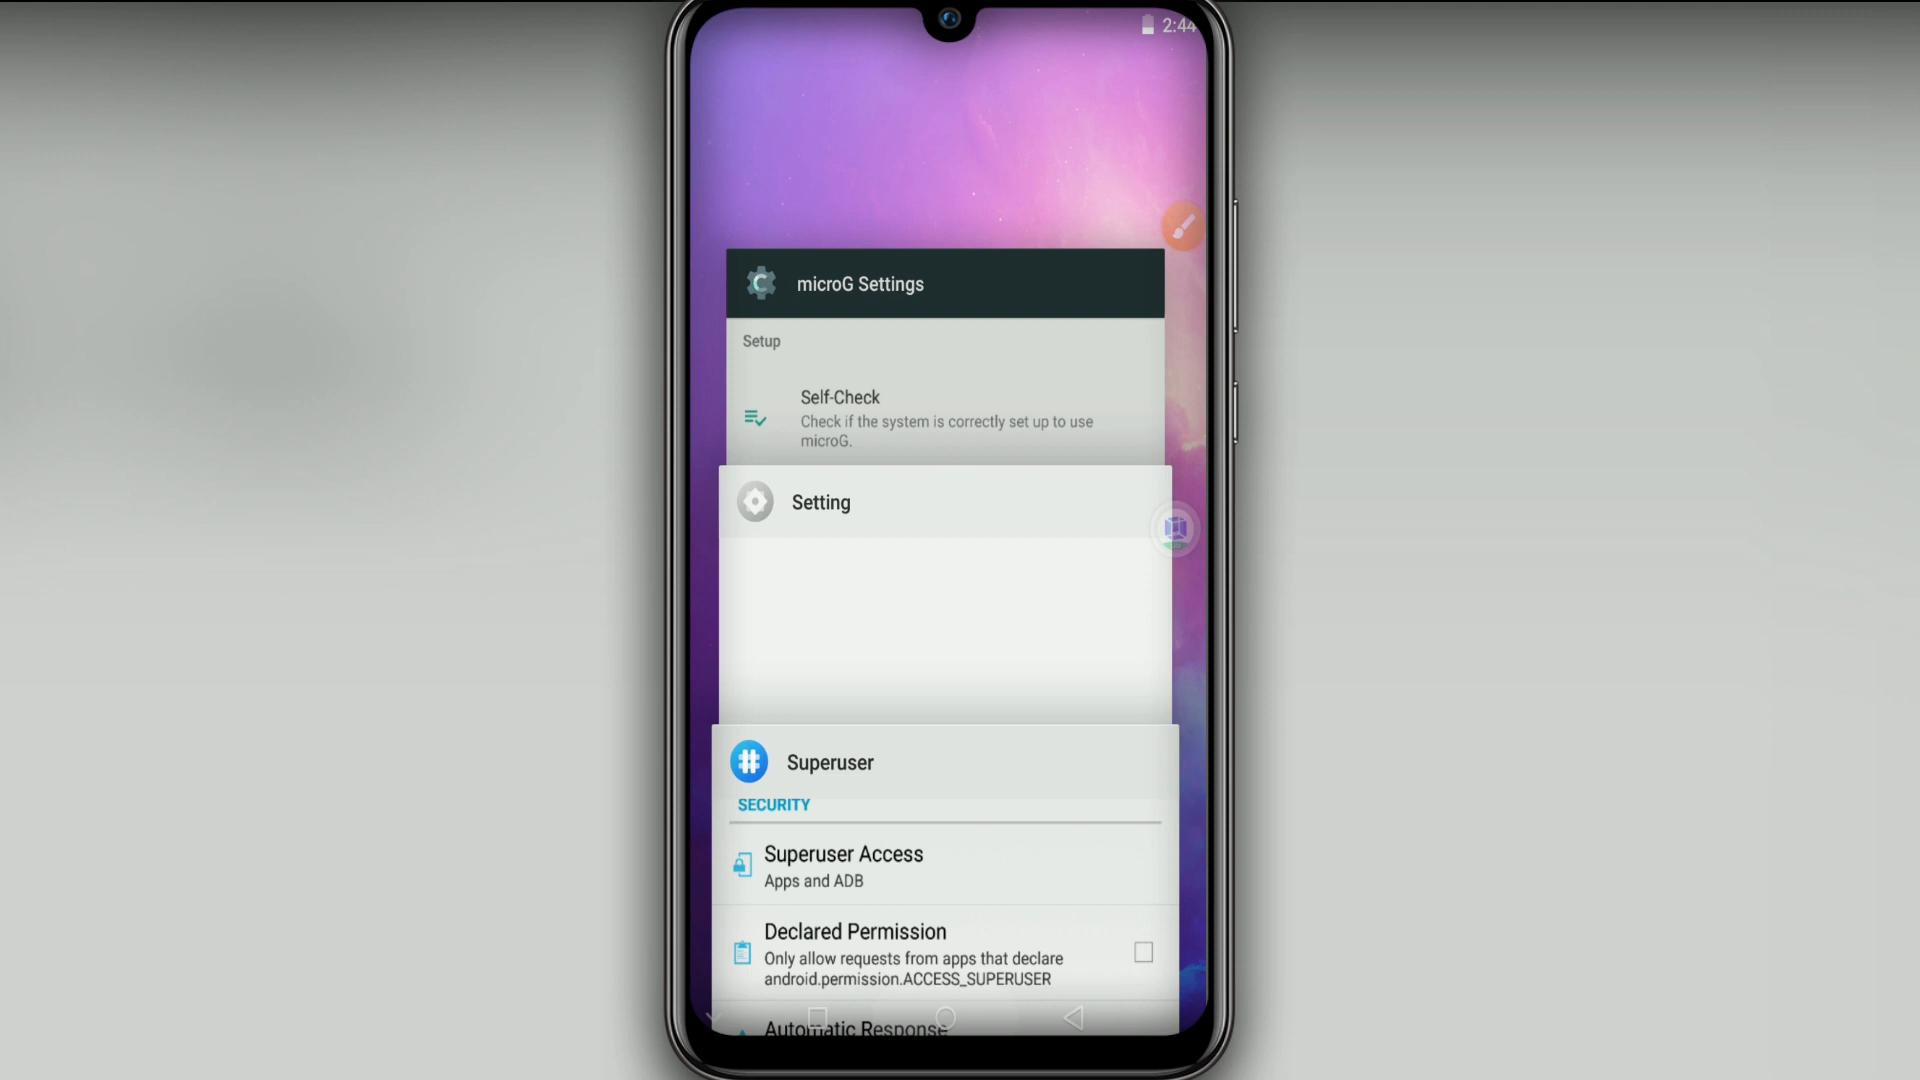 2:44
microG Settings
Setup
Self-Check
Check if the system is correctly set up to use
microG.
Setting
Superuser
SECURITY
Superuser Access
Apps and ADB
Declared Permission
Only allow requests from apps that declare
android.permission.ACCESS_SUPERUSER
Automatic Response